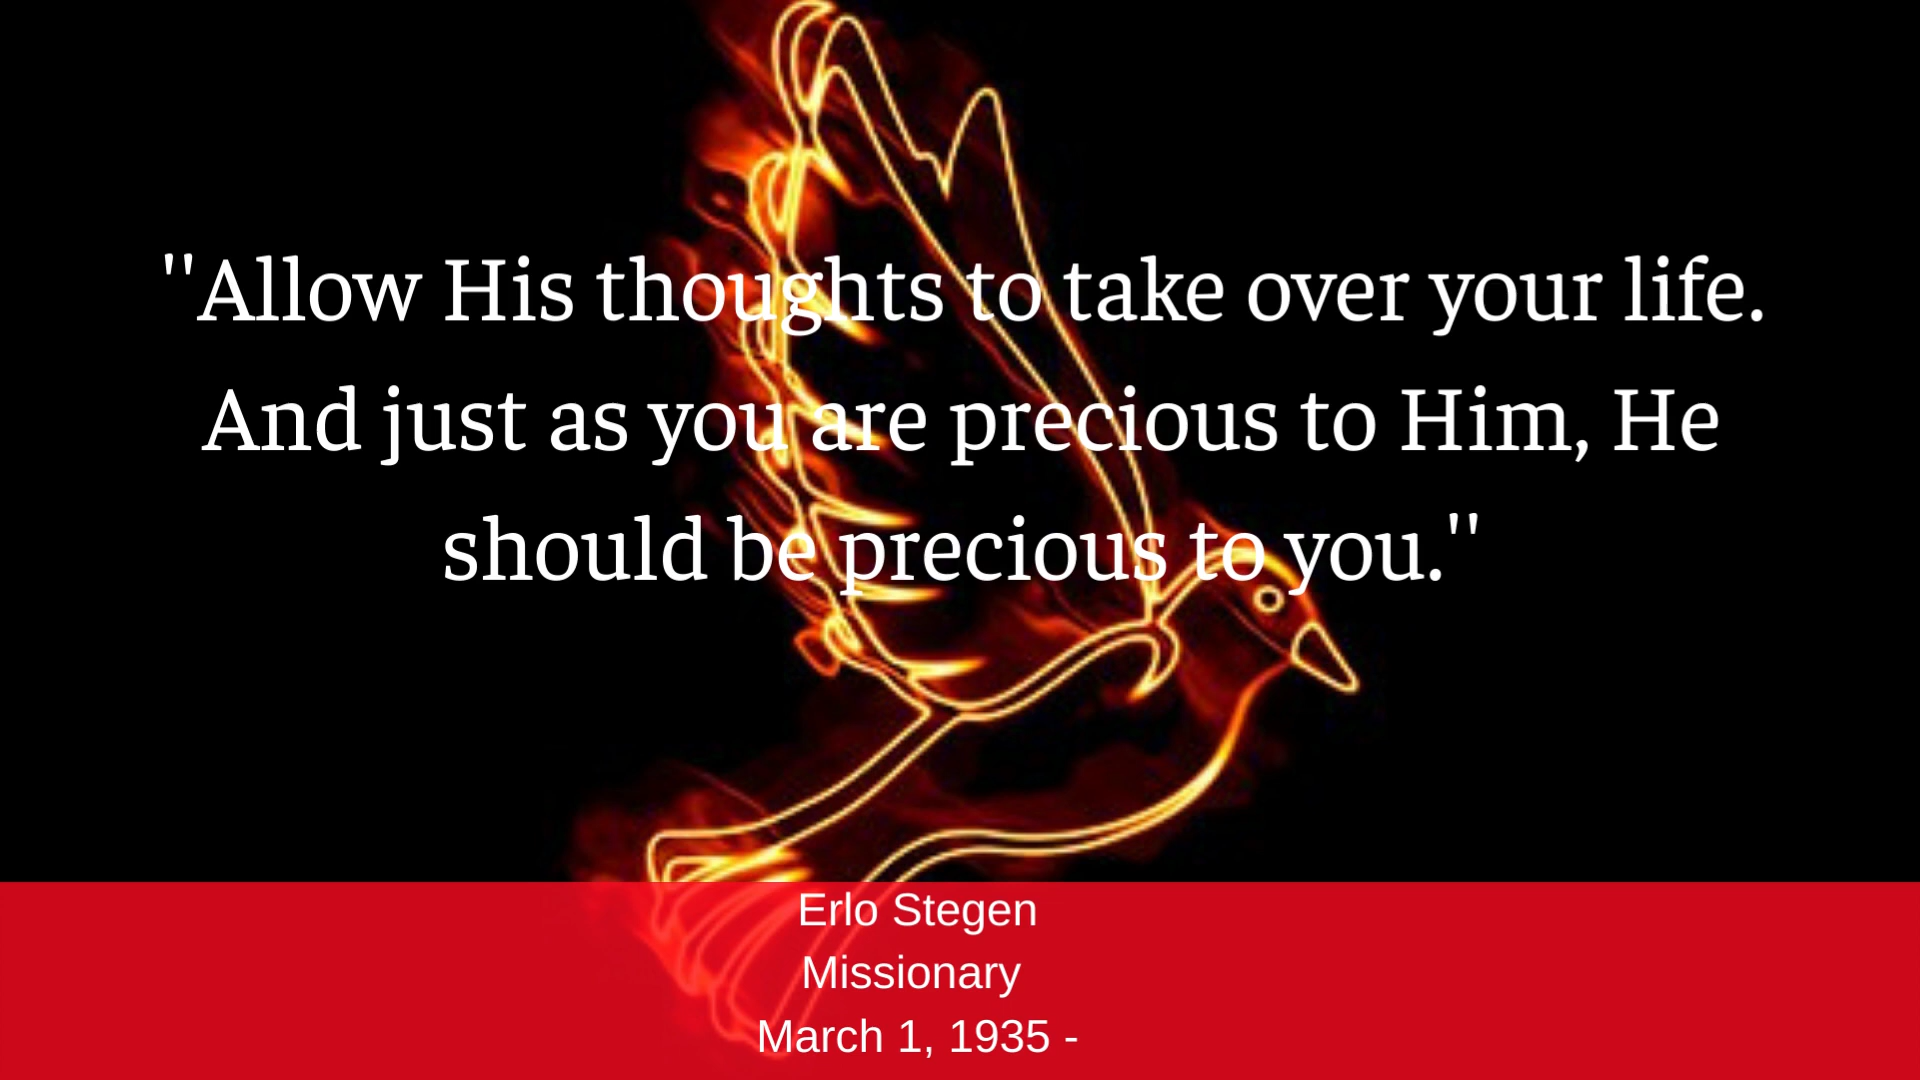 "Allow His thoughts to take over your life.
And just as you are precious to Him, He
should be precious to you."
Erlo Stegen
Missionary
March 1, 1935 -